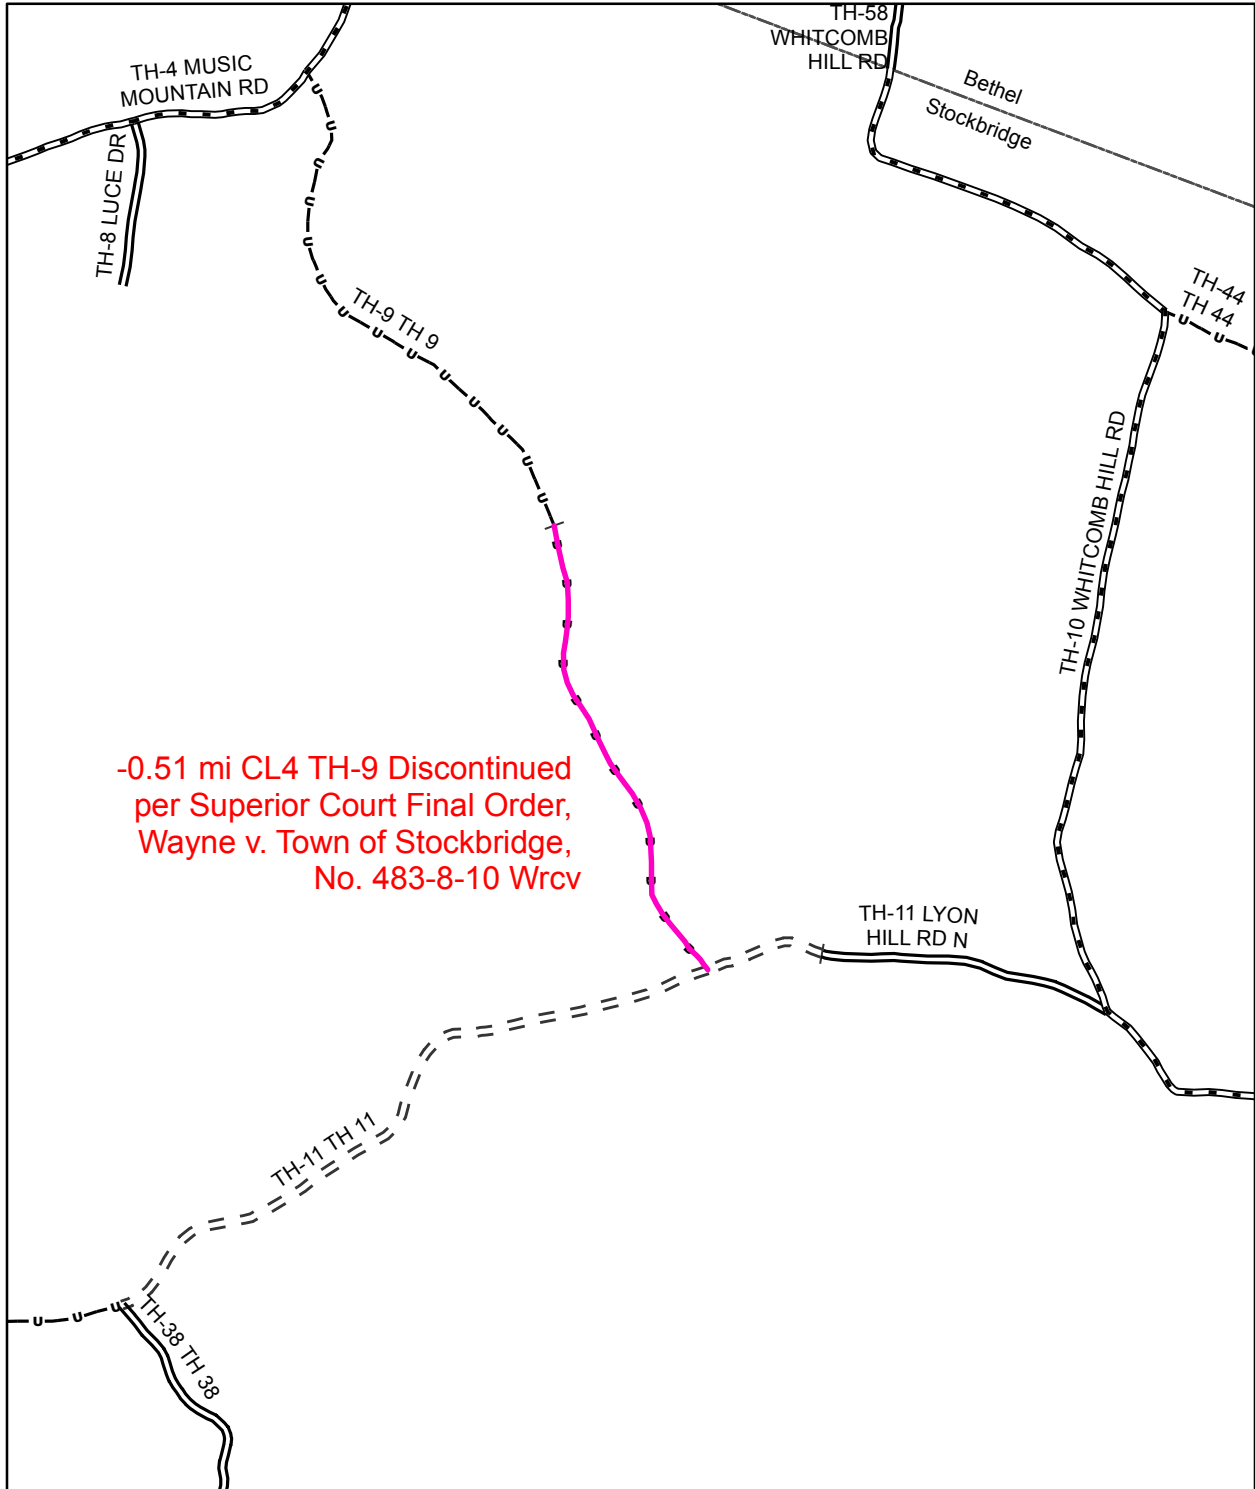 TH-58
WHITCOMB
HILL RD
TH-4 MUSIC
MOUNTAIN RD
Bethel
Stockbridge
TH-8 LUCE DR
TH-44
TH 44
TH-9 TH 9
TH-10 WHITCOMB HILL RD
-0.51 mi CL4 TH-9 Discontinued
per Superior Court Final Order,
Wayne v. Town of Stockbridge,
No. 483-8-10 Wrcv
TH-11 LYON
HILL RD N
TH-11 TH 11
TH-38 TH 38